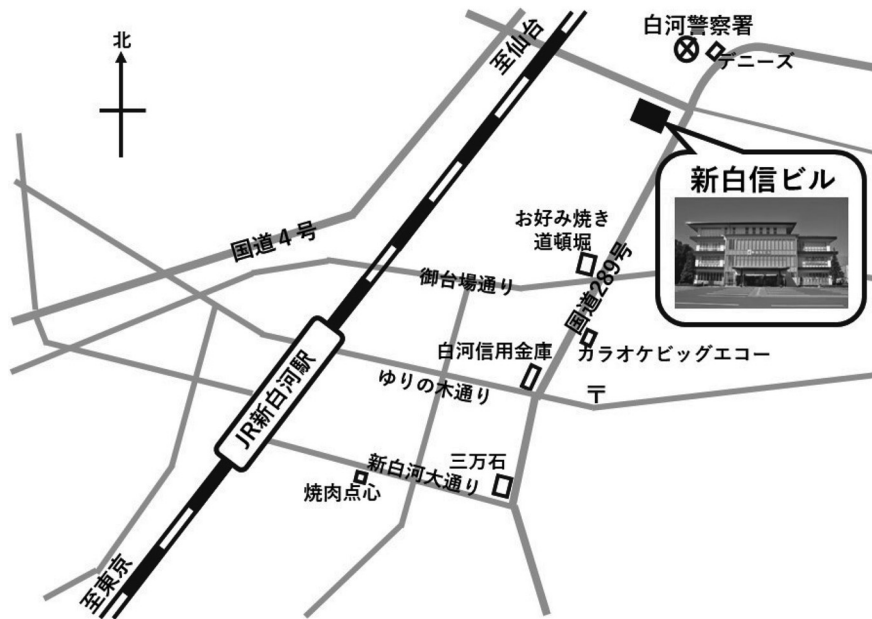 白河警察署
デニーズ
北
至仙台
新白信ビル
お好み焼き
道頓堀
国道4号
御台場通り
国道289号
白河信用金庫
カラオケビッグエコー
ゆりの木通り
〒
JR新白河駅
三万石
新白河大通り
焼肉点心
至東京